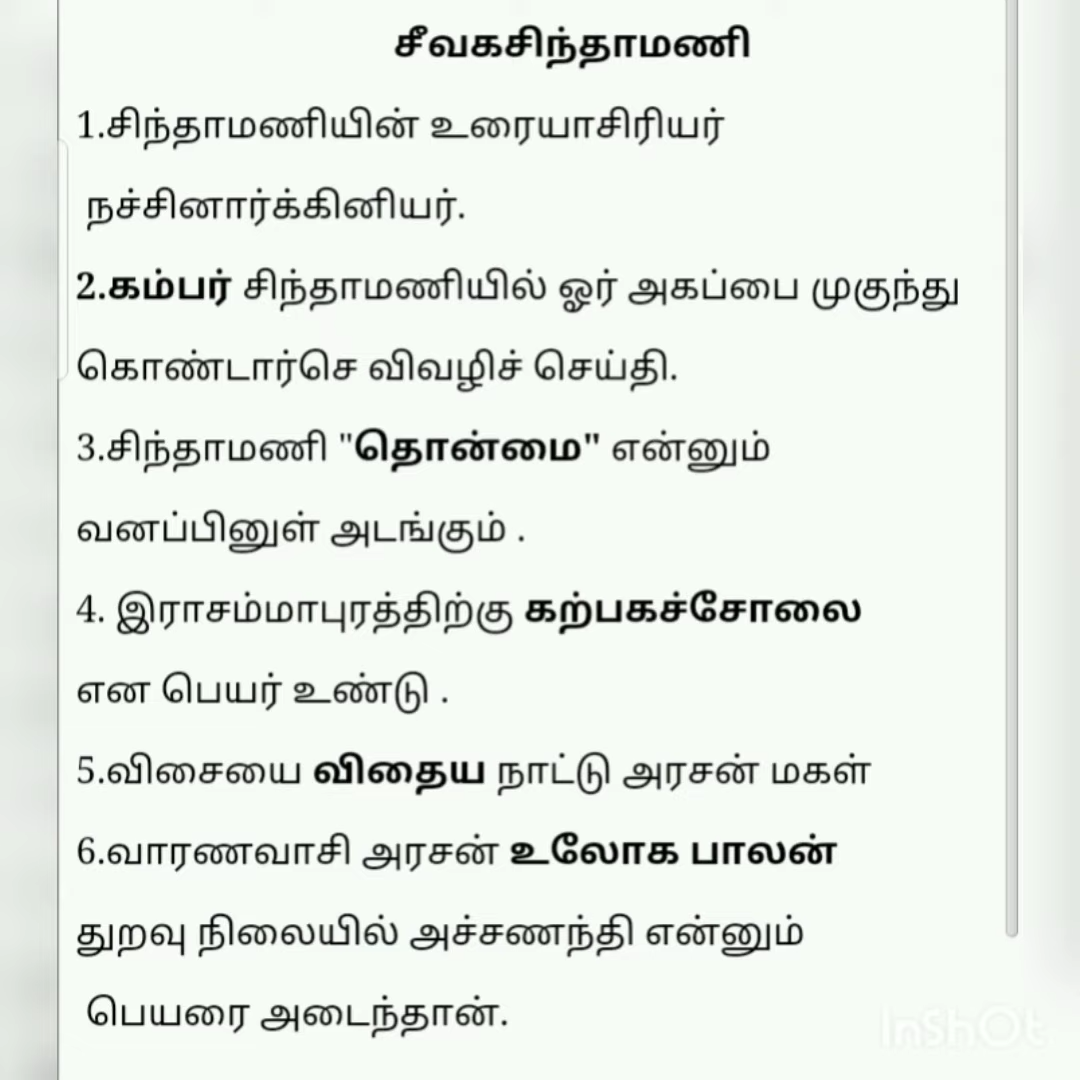 சீவகசிந்தாமணி
1.சிந்தாமணியின் உரையாசிரியர்
நச்சினார்க்கினியர்.
2.கம்பர் சிந்தாமணியில் ஓர் அகப்பை முகுந்து
கொண்டார்செ விவழிச் செய்தி.
3.சிந்தாமணி "தொன்மை" என்னும்
வனப்பினுள் அடங்கும் .
4. இராசம்மாபுரத்திற்கு கற்பகச்சோலை
என பெயர் உண்டு .
5.விசையை விதைய நாட்டு அரசன் மகள்
6.வாரணவாசி அரசன் உலோக பாலன்
துறவு நிலையில் அச்சணந்தி என்னும்
பெயரை அடைந்தான்.
InShOt